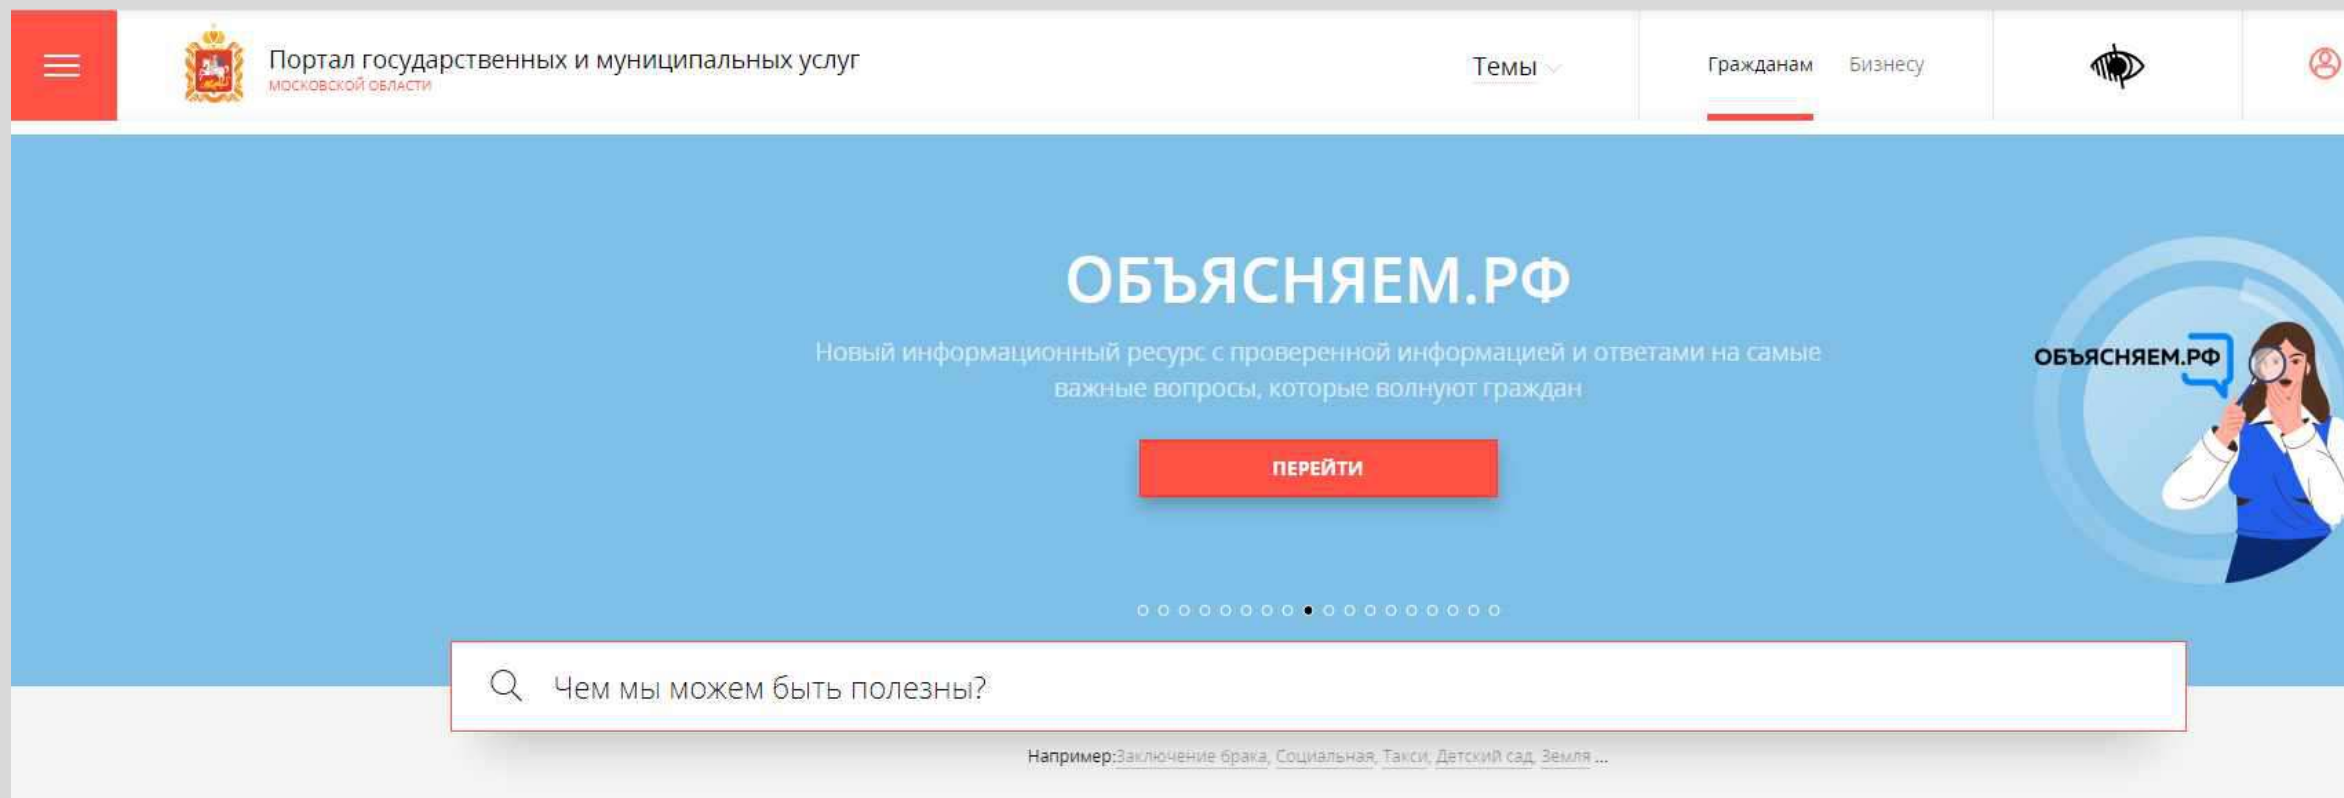 Портал государственных и муниципальных услуг
МОСКОВСКОЙ ОБЛАСТИ
Темы
Гражданам Бизнесу
ОБЪЯСНЯЕМ.РФ
Новый информационный ресурс с проверенной информацией и ответами на самые
важные вопросы, которые волнуют граждан
ОБЪЯСНЯЕМ.РФ
ПЕРЕЙТИ
Чем мы можем быть полезны?
Например:Заключение брака, Социальная, Такси, Детский сад, Земля ...